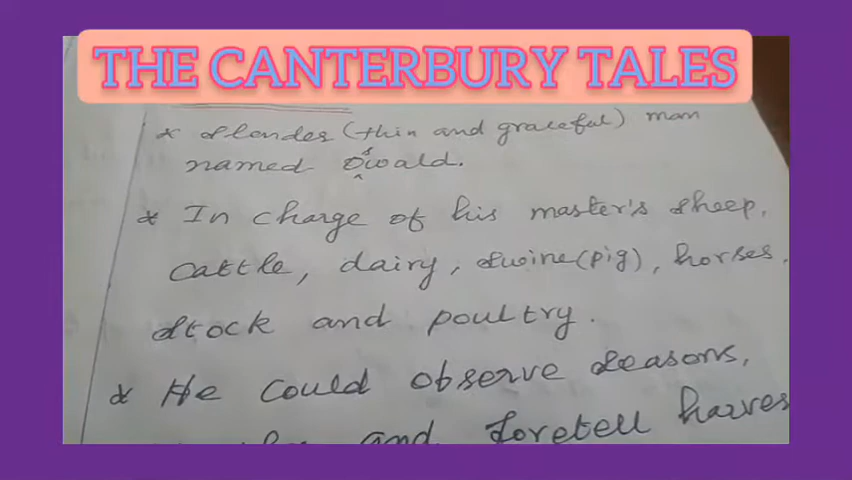 THE CANTERBURY TALES
* slender (thin and graceful) man
named Oswald.
* In charge of his master's sheep,
cattle, dairy, swine(pig), horses,
stock and poultry.
* He could observe seasons,
and foretell harves